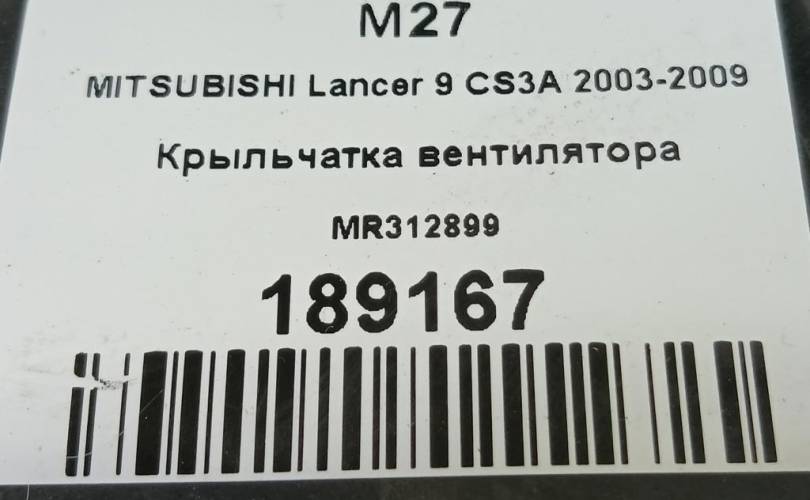 M27
MITSUBISHI Lancer 9 CS3A 2003-2009
Крыльчатка вентилятора
MR312899
189167